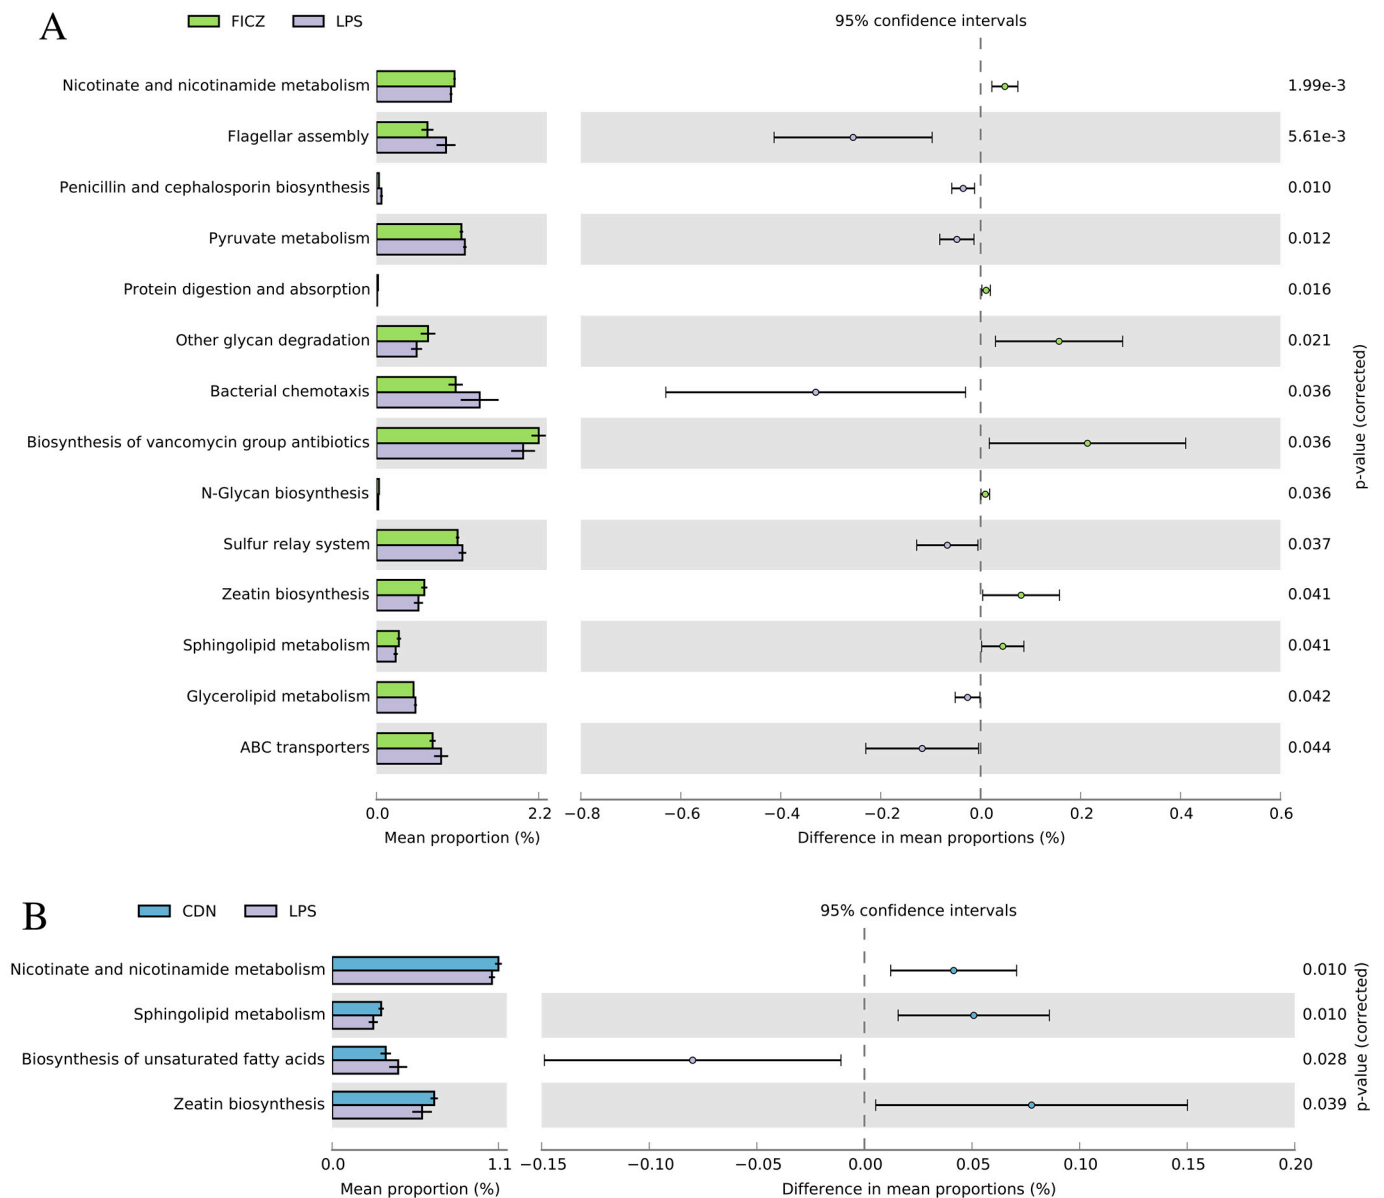 A
FICZ LPS
95% confidence intervals
Nicotinate and nicotinamide metabolism 1.99e-3
Flagellar assembly 5.61e-3
Penicillin and cephalosporin biosynthesis 0.010
Pyruvate metabolism 0.012
Protein digestion and absorption 0.016
Other glycan degradation 0.021
Bacterial chemotaxis 0.036
Biosynthesis of vancomycin group antibiotics 0.036
N-Glycan biosynthesis 0.036
Sulfur relay system 0.037
Zeatin biosynthesis 0.041
Sphingolipid metabolism 0.041
Glycerolipid metabolism 0.042
ABC transporters 0.044
p-value (corrected)
0.0 2.2 −0.8 −0.6 −0.4 −0.2 0.0 0.2 0.4 0.6
Mean proportion (%) Difference in mean proportions (%)
B
CDN LPS
95% confidence intervals
Nicotinate and nicotinamide metabolism 0.010
Sphingolipid metabolism 0.010
Biosynthesis of unsaturated fatty acids 0.028
Zeatin biosynthesis 0.039
p-value (corrected)
0.0 1.1 −0.15 −0.10 −0.05 0.00 0.05 0.10 0.15 0.20
Mean proportion (%) Difference in mean proportions (%)